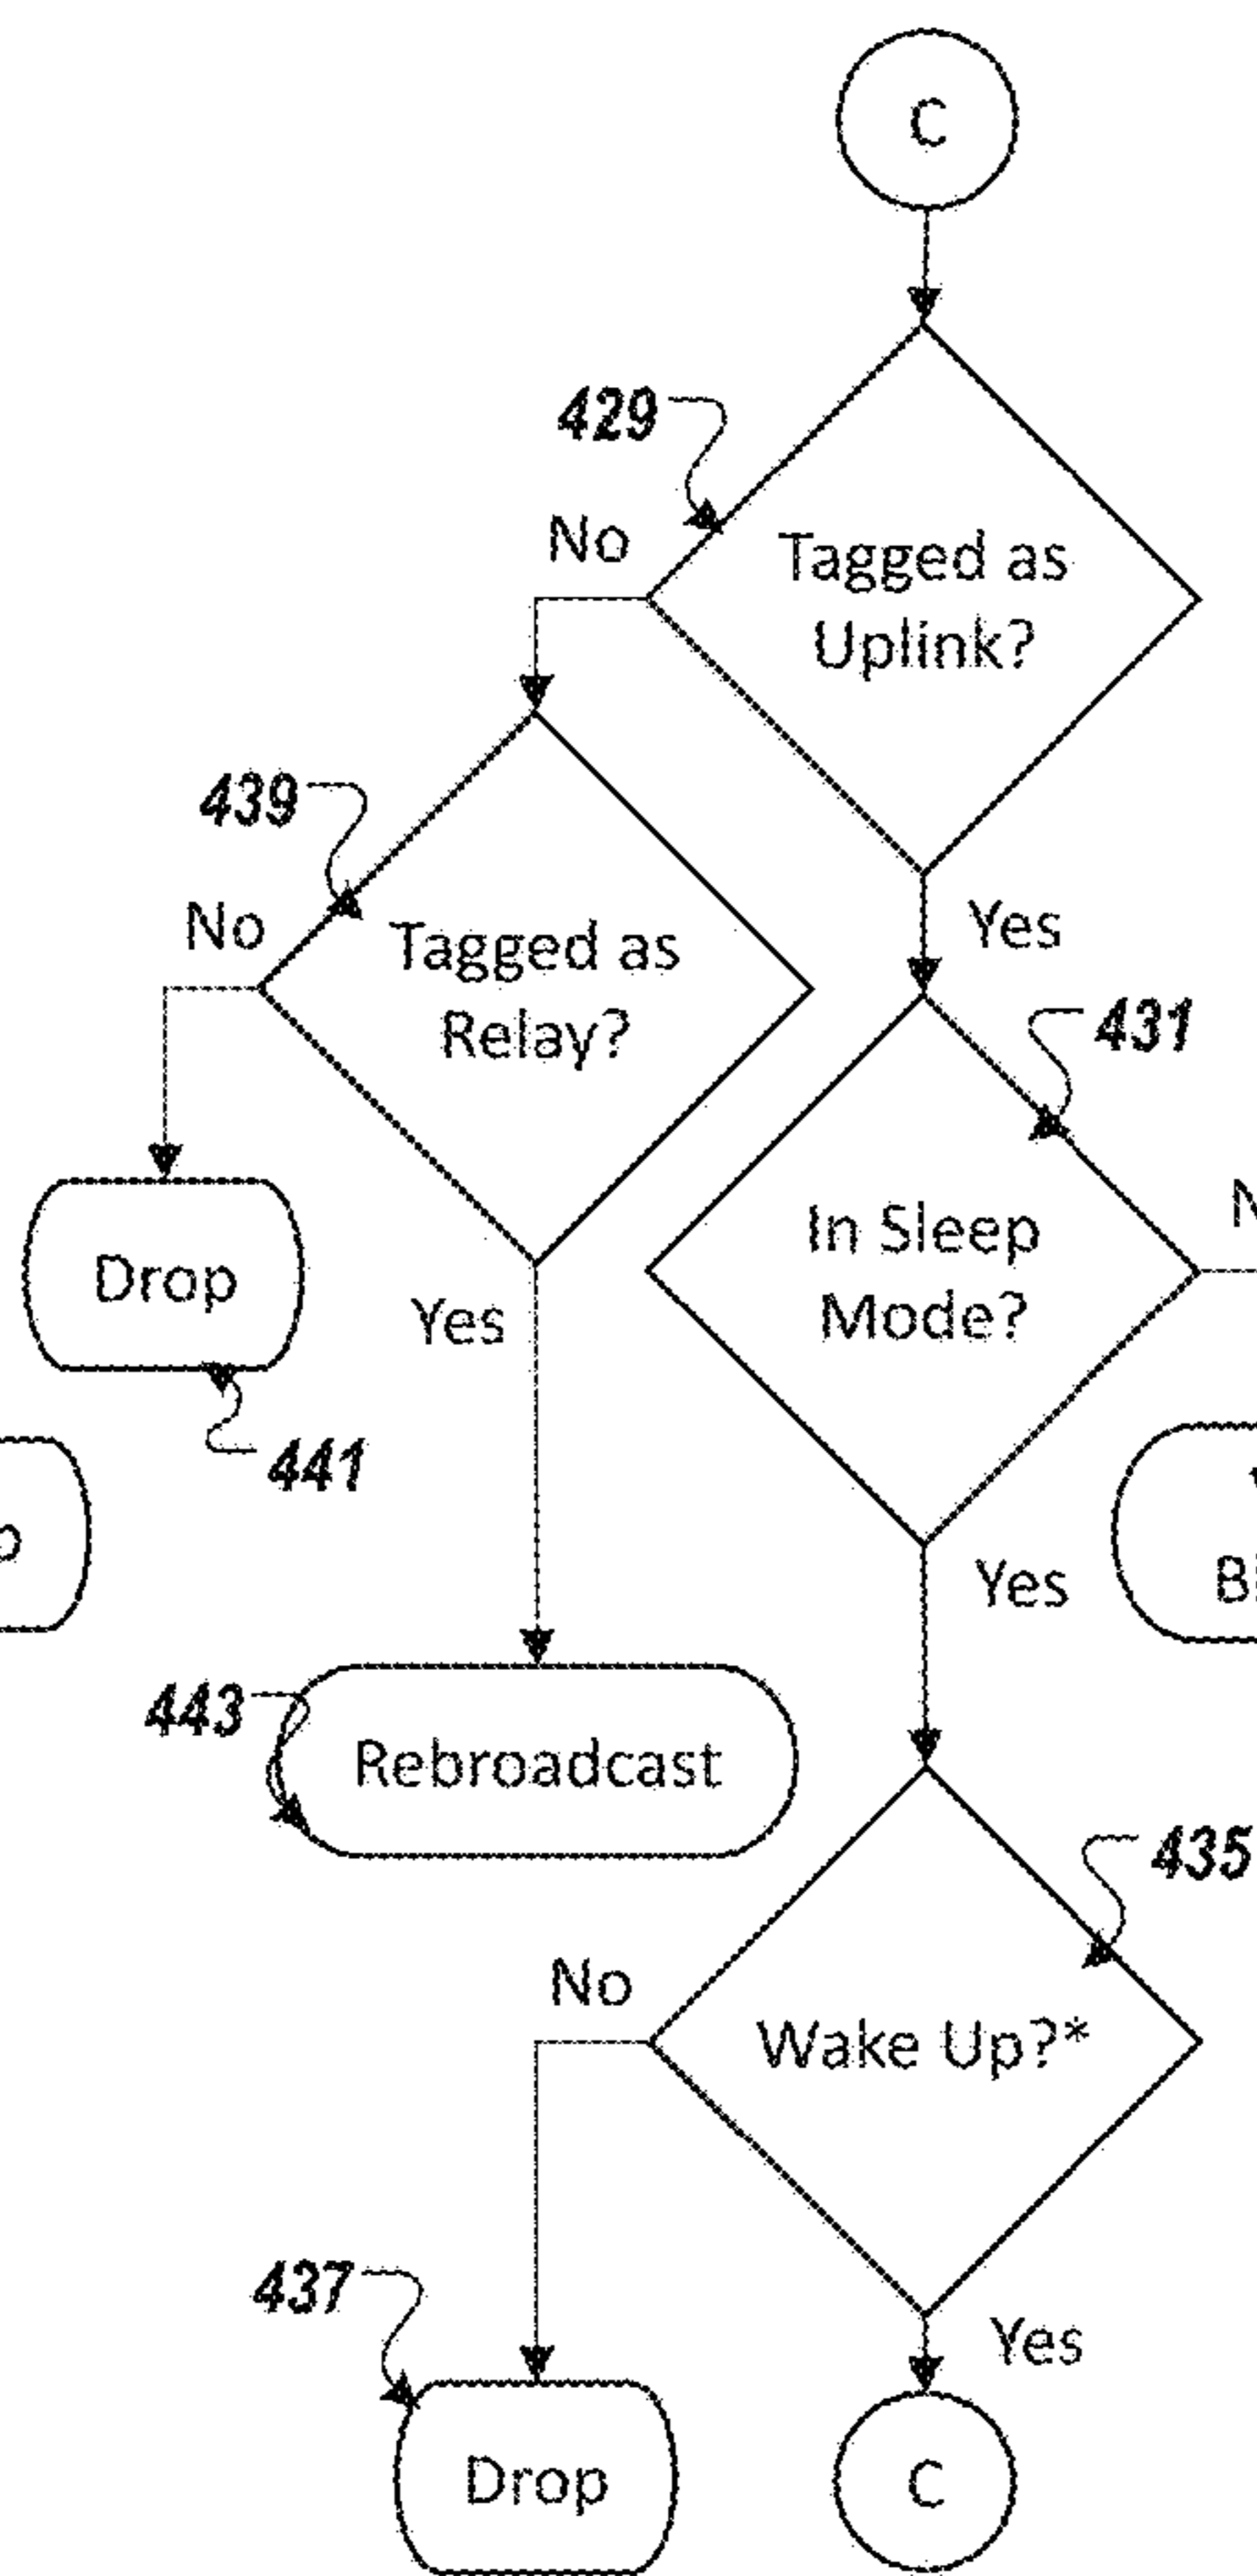 C
429
No
Tagged as
Uplink?
439
No
Tagged as
Relay?
Yes
431
In Sleep
Mode?
Drop
441
Yes
Yes
443
Rebroadcast
435
No
Wake Up?*
437
Yes
Drop
C